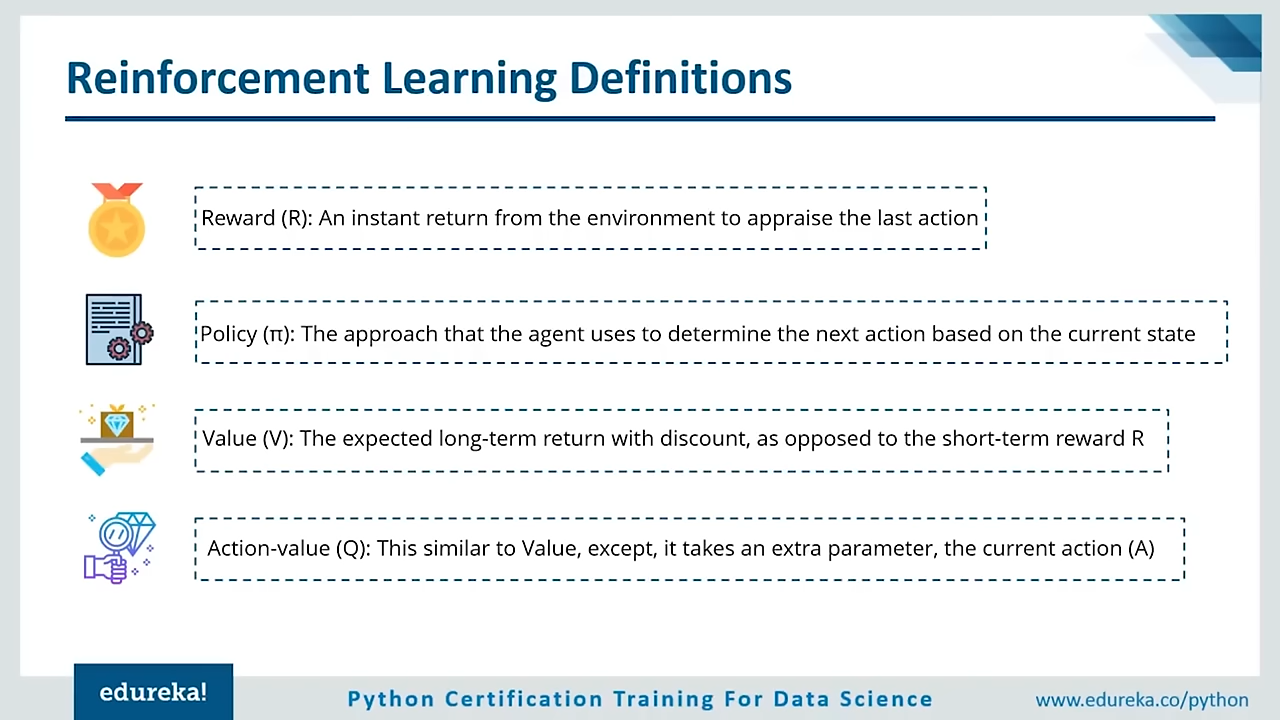 Reinforcement Learning Definitions
Reward (R): An instant return from the environment to appraise the last action
Policy (π): The approach that the agent uses to determine the next action based on the current state
Value (V): The expected long-term return with discount, as opposed to the short-term reward R
Action-value (Q): This similar to Value, except, it takes an extra parameter, the current action (A)
edureka!
Python Certification Training For Data Science
www.edureka.co/python